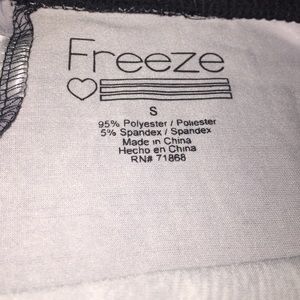 Freeze
S
95% Polyester / Poliester
5% Spandex / Spandex
Made in China
Hecho en China
RN# 71868